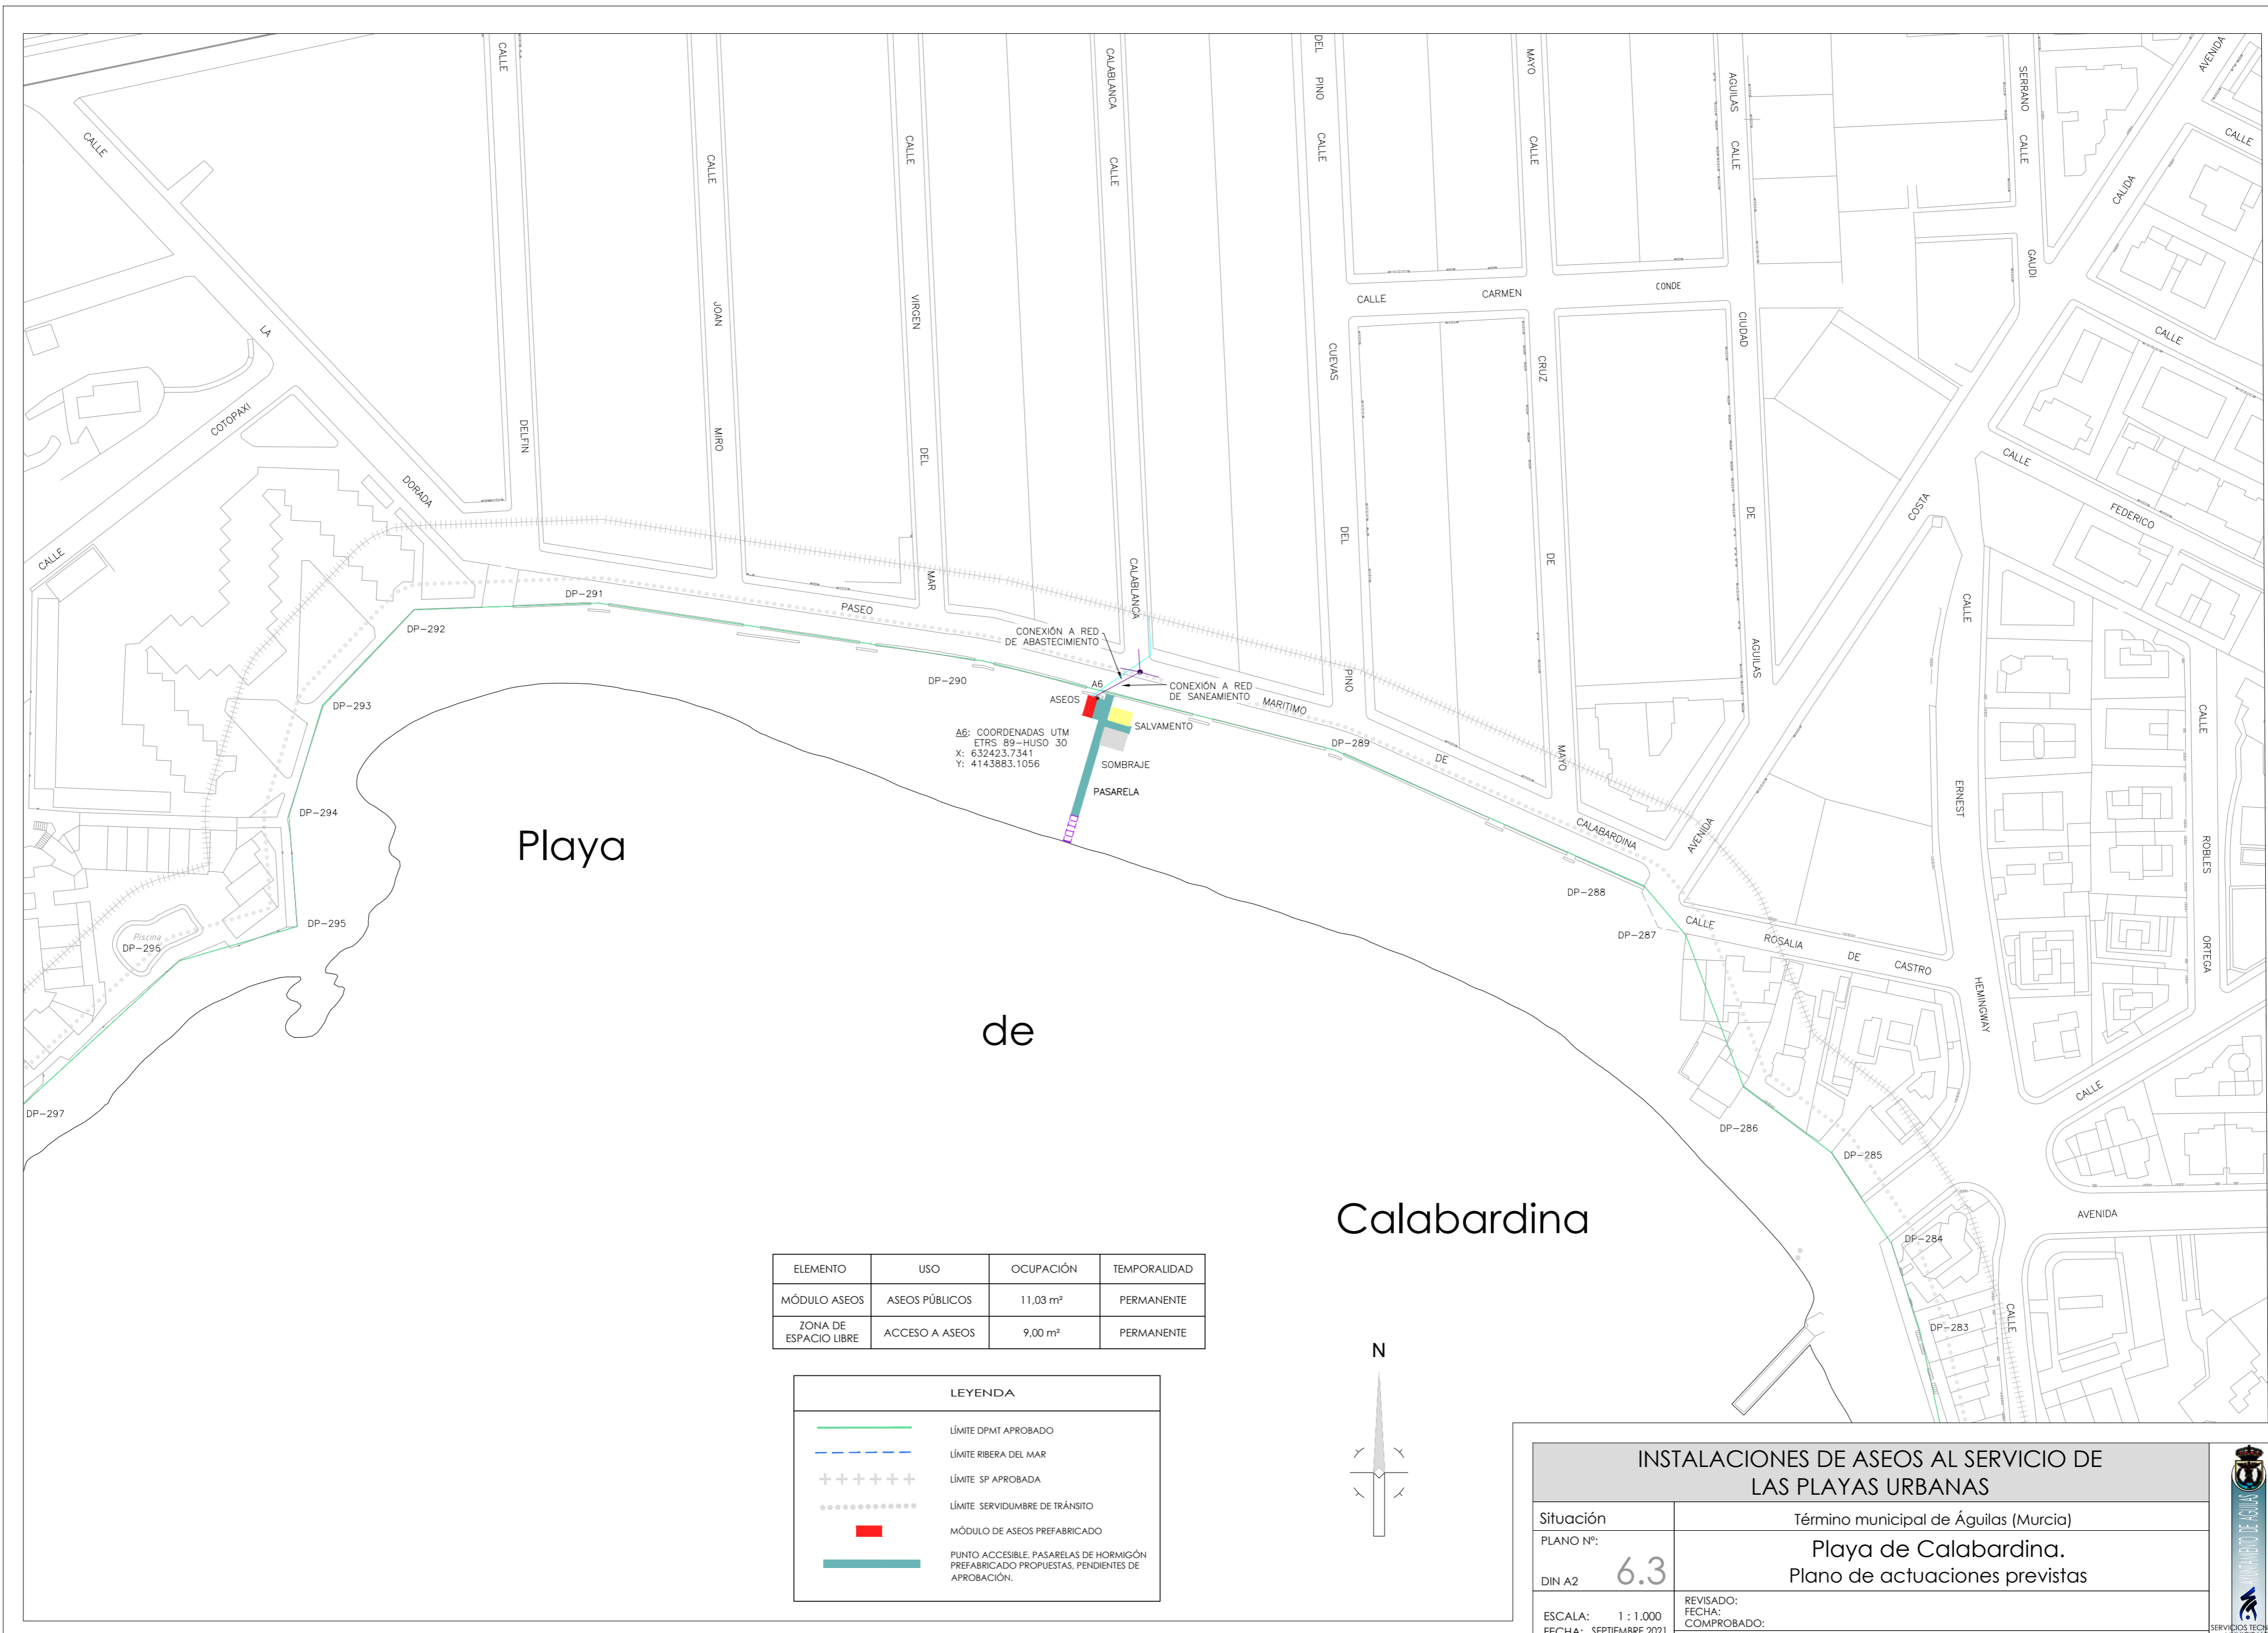 CALLE
CALLE
LA
DORADA
CALLE
COTOPAXI
CALLE
DELFIN
CALLE
JOAN
MIRO
CALLE
VIRGEN
DEL
MAR
CALABLANCA
CALLE
CALABLANCA
DEL PINO
CALLE
CUEVAS
DEL
PINO
MAYO
CALLE
CRUZ
DE
MAYO
AGUILAS
CALLE
CIUDAD
DE
AGUILAS
SERRANO
CALLE
GAUDI
AVENIDA
CALLE
CALIDA
COSTA
AVENIDA
CALLE
CARMEN
CONDE
CALLE
CALLE
FEDERICO
CALLE
ERNEST
HEMINGWAY
CALLE
ROBLES
ORTEGA
CALLE
AVENIDA
CALLE
CALLE
ROSALIA
DE
CASTRO
PASEO
MARITIMO
DE
CALABARDINA
DP-291
DP-292
DP-293
DP-294
DP-295
Piscina
DP-296
DP-297
DP-290
DP-289
DP-288
DP-287
DP-286
DP-285
DP-284
DP-283
CONEXIÓN A RED
DE ABASTECIMIENTO
A6
CONEXIÓN A RED
DE SANEAMIENTO
ASEOS
SALVAMENTO
A6: COORDENADAS UTM
ETRS 89-HUSO 30
X: 632423.7341
Y: 4143883.1056
SOMBRAJE
PASARELA
Playa
de
Calabardina
ELEMENTO USO OCUPACIÓN TEMPORALIDAD
MÓDULO ASEOS ASEOS PÚBLICOS 11,03 m² PERMANENTE
ZONA DE
ESPACIO LIBRE ACCESO A ASEOS 9,00 m² PERMANENTE
LEYENDA
LÍMITE DPMT APROBADO
LÍMITE RIBERA DEL MAR
LÍMITE SP APROBADA
LÍMITE SERVIDUMBRE DE TRÁNSITO
MÓDULO DE ASEOS PREFABRICADO
PUNTO ACCESIBLE. PASARELAS DE HORMIGÓN
PREFABRICADO PROPUESTAS, PENDIENTES DE
APROBACIÓN.
N
INSTALACIONES DE ASEOS AL SERVICIO DE
LAS PLAYAS URBANAS
Situación
Término municipal de Águilas (Murcia)
PLANO Nº:
6.3
DIN A2
Playa de Calabardina.
Plano de actuaciones previstas
ESCALA: 1 : 1.000
FECHA: SEPTIEMBRE 2021
REVISADO:
FECHA:
COMPROBADO:
AYUNTAMIENTO DE AGUILAS
SERVICIOS